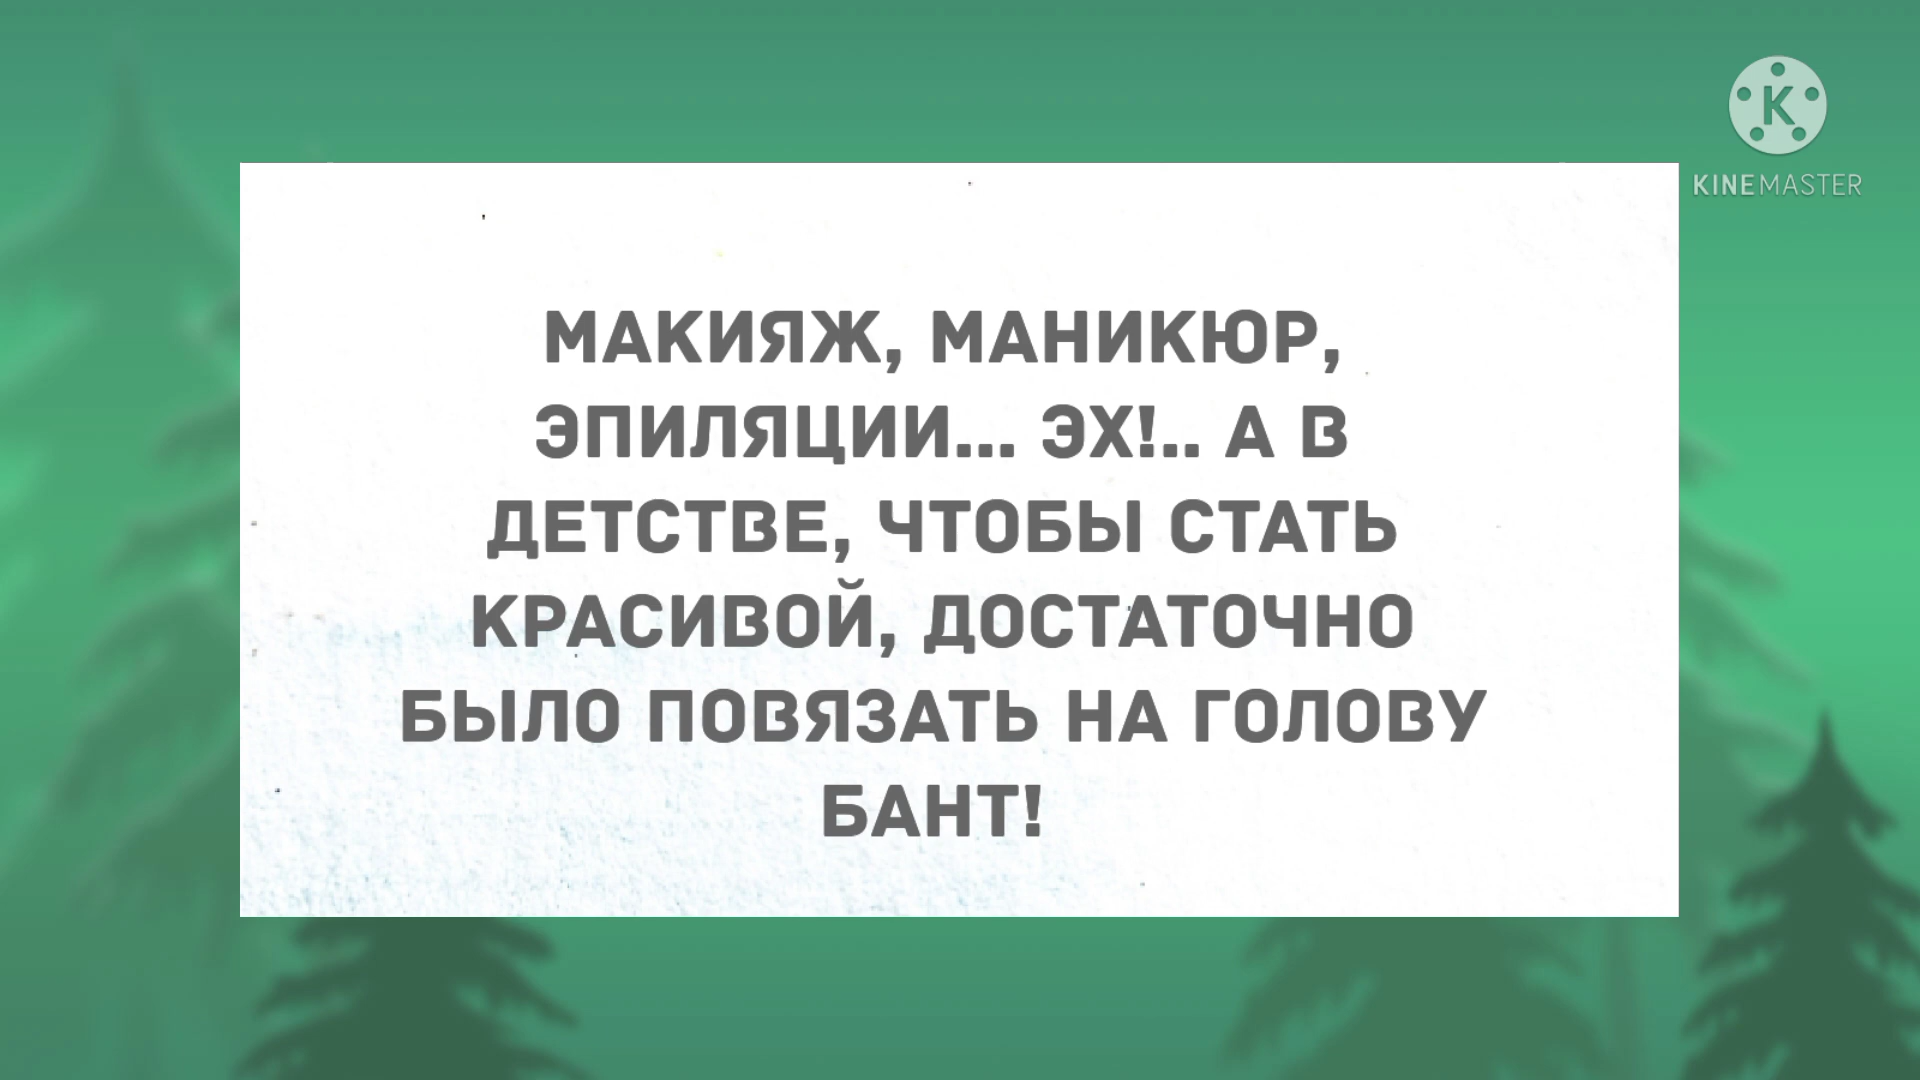 KINEMASTER
МАКИЯЖ, МАНИКЮР,
ЭПИЛЯЦИИ... ЭХ!.. А В
ДЕТСТВЕ, ЧТОБЫ СТАТЬ
КРАСИВОЙ, ДОСТАТОЧНО
БЫЛО ПОВЯЗАТЬ НА ГОЛОВУ
БАНТ!